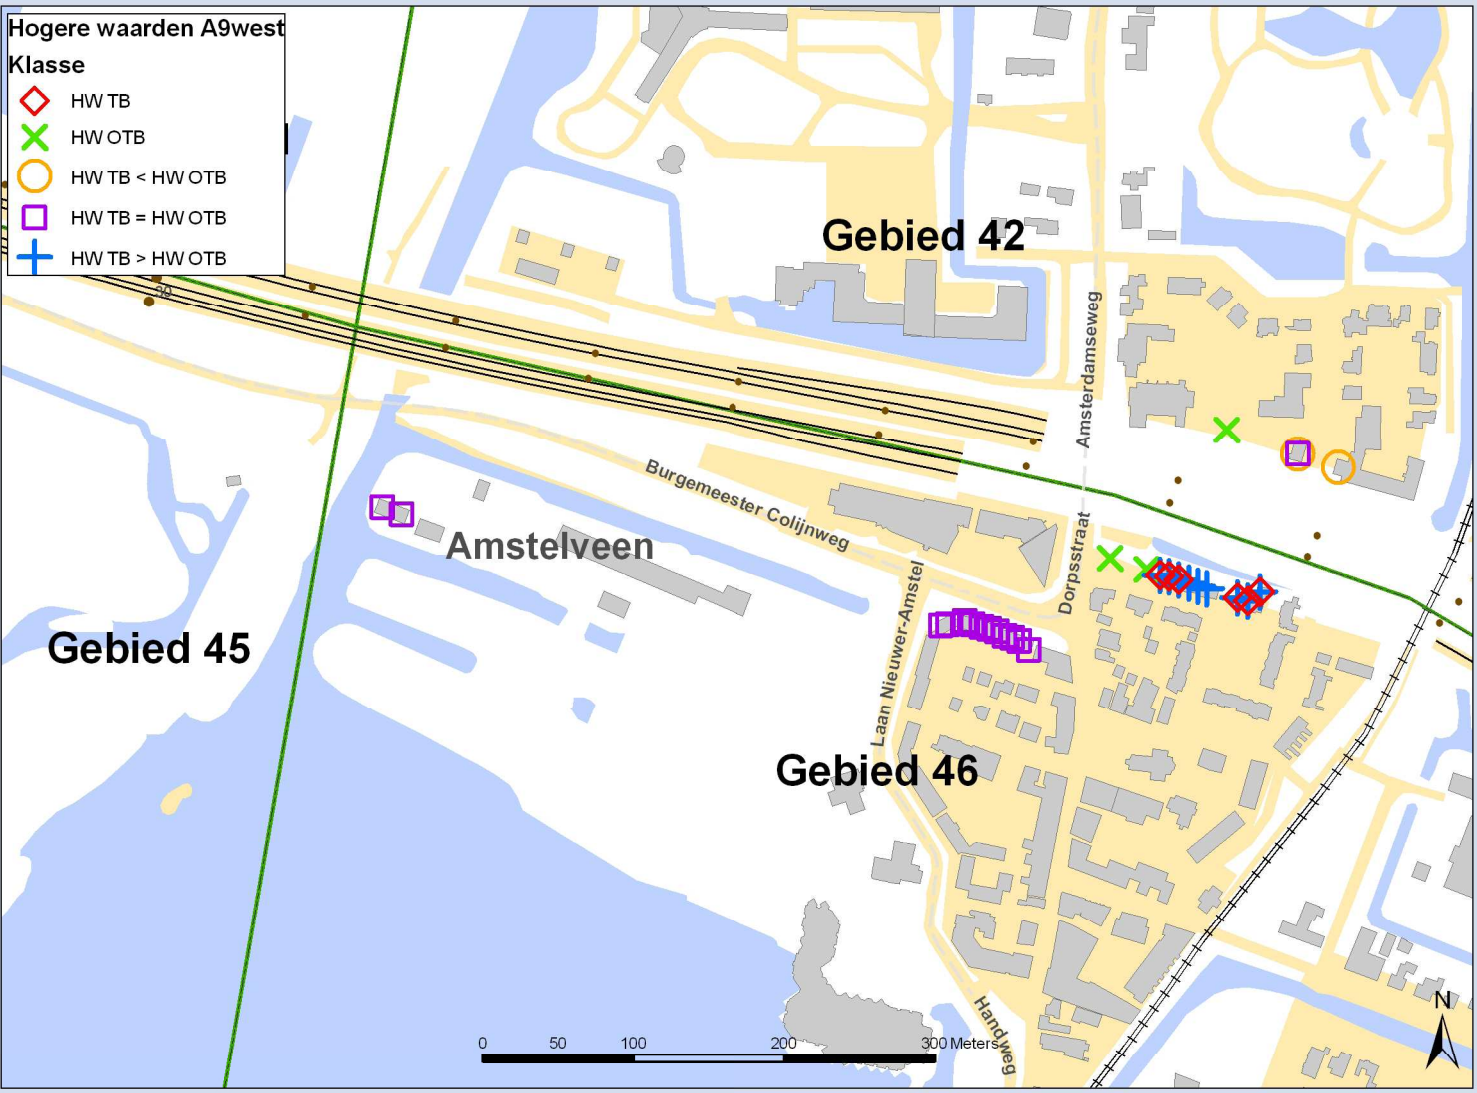 Hogere waarden A9west
Klasse
HW TB
HW OTB
HW TB < HW OTB
HW TB = HW OTB
HW TB > HW OTB
Gebied 42
Amsterdamseweg
Burgemeester Colijnweg
Amstelveen
Dorpsstraat
Laan Nieuwer-Amstel
Gebied 45
Gebied 46
Handweg
N
0 50 100 200 300 Meters